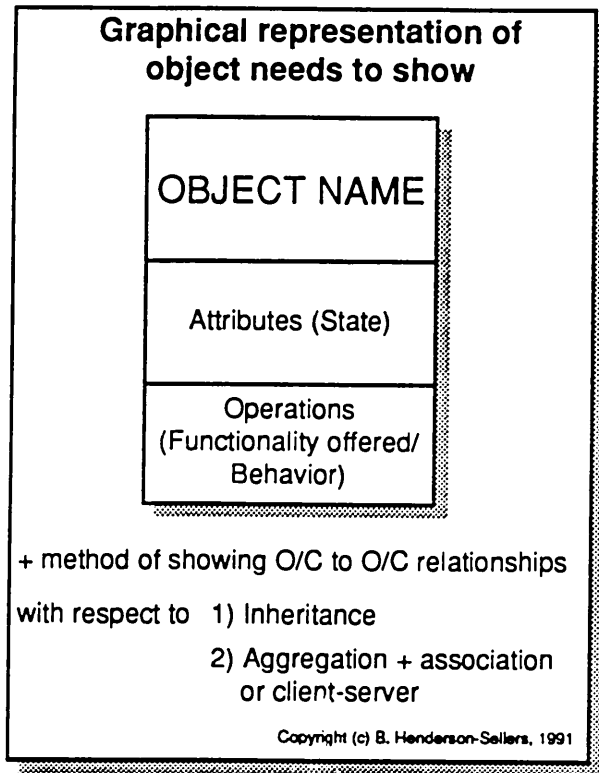 Graphical representation of
object needs to show
OBJECT NAME
Attributes (State)
Operations
(Functionality offered/
Behavior)
+ method of showing O/C to O/C relationships
with respect to 1) Inheritance
2) Aggregation + association
or client-server
Copyright (c) B. Henderson-Sellers, 1991